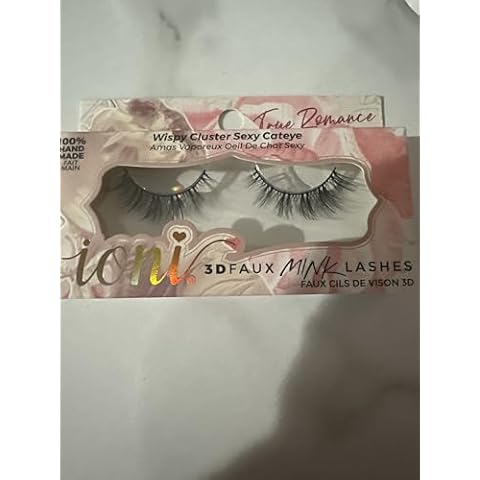 True Romance
Wispy Cluster Sexy Cateye
Amas Vaporeux Oeil De Chat Sexy
100%
HAND
MADE
FAIT
MAIN
ioni
3D FAUX MINK LASHES
FAUX CILS DE VISON 3D